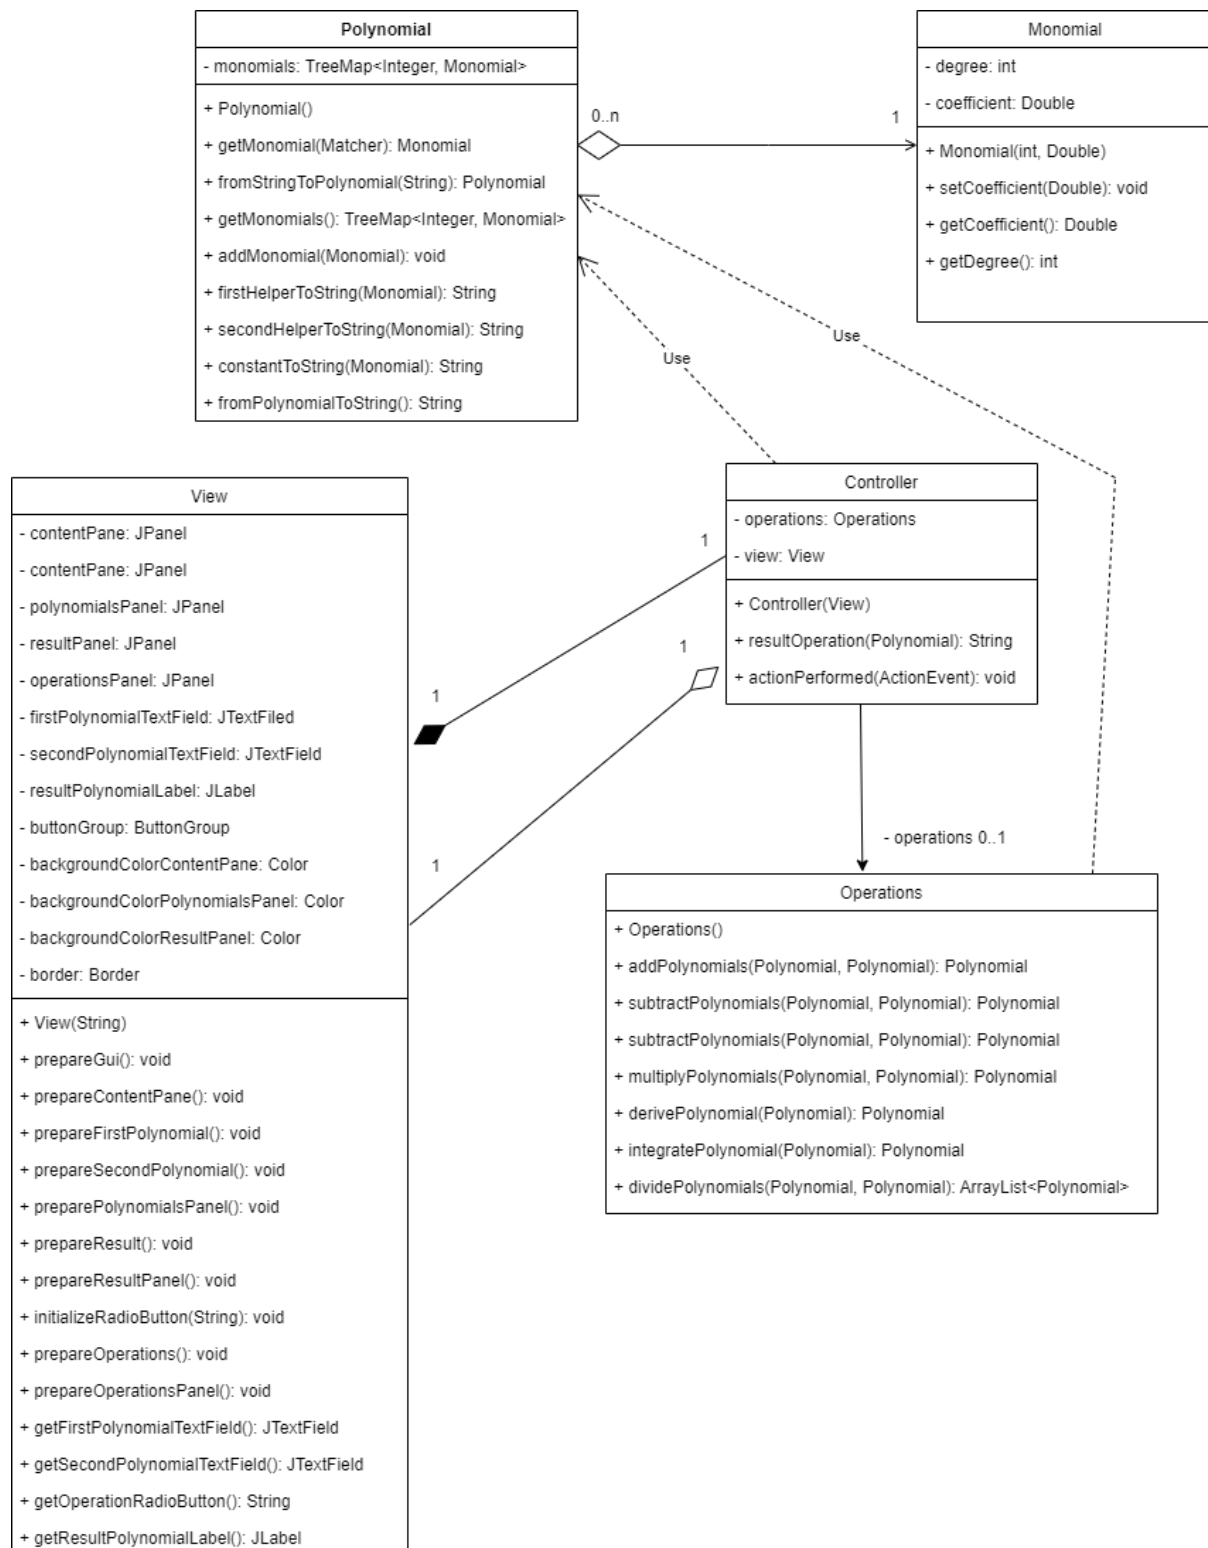 Polynomial
- monomials: TreeMap<Integer, Monomial>
+ Polynomial()
+ getMonomial(Matcher): Monomial
+ fromStringToPolynomial(String): Polynomial
+ getMonomials(): TreeMap<Integer, Monomial>
+ addMonomial(Monomial): void
+ firstHelperToString(Monomial): String
+ secondHelperToString(Monomial): String
+ constantToString(Monomial): String
+ fromPolynomialToString(): String
0..n
1
Monomial
- degree: int
- coefficient: Double
+ Monomial(int, Double)
+ setCoefficient(Double): void
+ getCoefficient(): Double
+ getDegree(): int
Use
Use
View
- contentPane: JPanel
- contentPane: JPanel
- polynomialsPanel: JPanel
- resultPanel: JPanel
- operationsPanel: JPanel
- firstPolynomialTextField: JTextFiled
- secondPolynomialTextField: JTextField
- resultPolynomialLabel: JLabel
- buttonGroup: ButtonGroup
- backgroundColorContentPane: Color
- backgroundColorPolynomialsPanel: Color
- backgroundColorResultPanel: Color
- border: Border
+ View(String)
+ prepareGui(): void
+ prepareContentPane(): void
+ prepareFirstPolynomial(): void
+ prepareSecondPolynomial(): void
+ preparePolynomialsPanel(): void
+ prepareResult(): void
+ prepareResultPanel(): void
+ initializeRadioButton(String): void
+ prepareOperations(): void
+ prepareOperationsPanel(): void
+ getFirstPolynomialTextField(): JTextField
+ getSecondPolynomialTextField(): JTextField
+ getOperationRadioButton(): String
+ getResultPolynomialLabel(): JLabel
1
1
1
1
Controller
- operations: Operations
- view: View
+ Controller(View)
+ resultOperation(Polynomial): String
+ actionPerformed(ActionEvent): void
- operations 0..1
Operations
+ Operations()
+ addPolynomials(Polynomial, Polynomial): Polynomial
+ subtractPolynomials(Polynomial, Polynomial): Polynomial
+ subtractPolynomials(Polynomial, Polynomial): Polynomial
+ multiplyPolynomials(Polynomial, Polynomial): Polynomial
+ derivePolynomial(Polynomial): Polynomial
+ integratePolynomial(Polynomial): Polynomial
+ dividePolynomials(Polynomial, Polynomial): ArrayList<Polynomial>